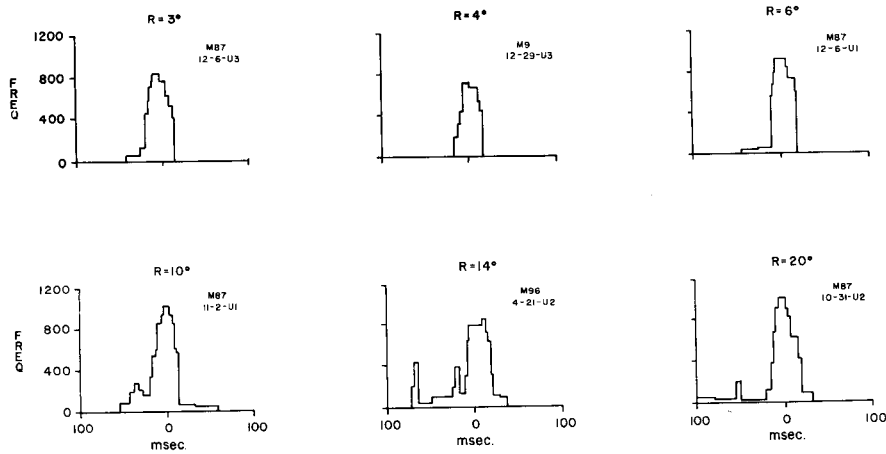 R=3°
R=4°
R=6°
M87
12-6-U3
M9
12-29-U3
M87
12-6-U1
1200
800
400
0
FREQ
R=10°
R=14°
R=20°
M87
11-2-U1
M96
4-21-U2
M87
10-31-U2
1200
800
400
0
FREQ
100 0 100
msec.
100 0 100
msec.
100 0 100
msec.